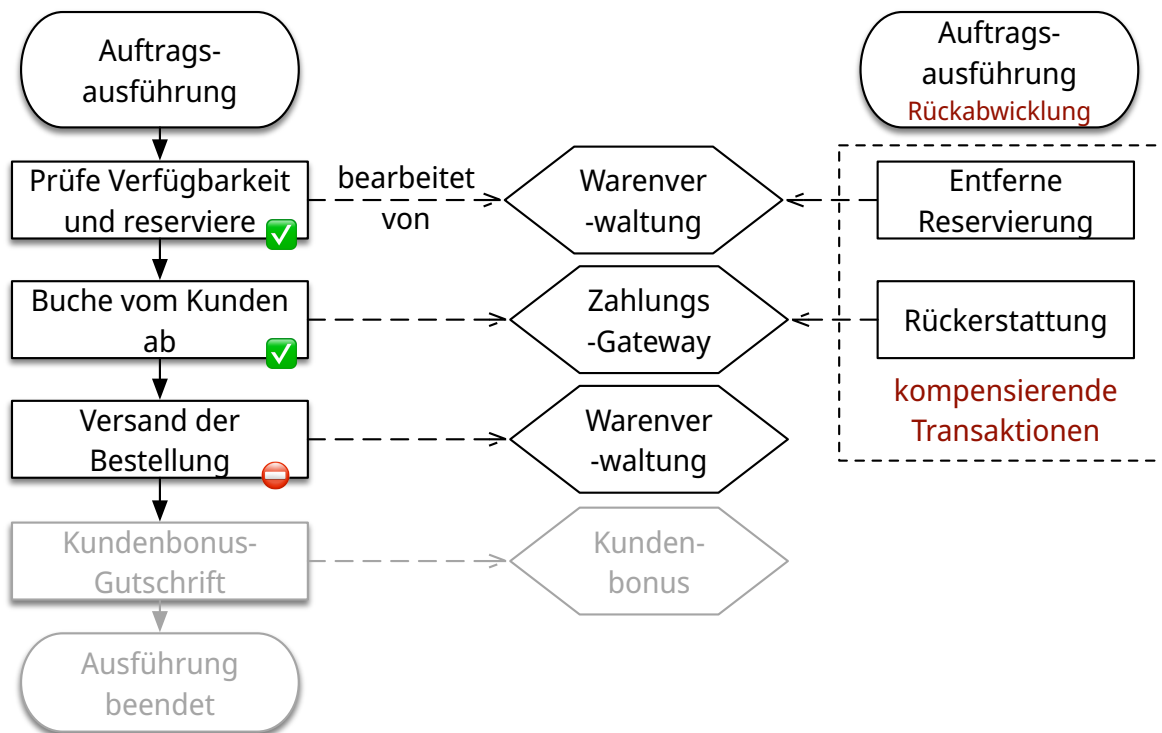 Auftrags-
ausführung
Prüfe Verfügbarkeit
und reserviere
bearbeitet
von
Warenver
-waltung
Buche vom Kunden
ab
Zahlungs
-Gateway
Versand der
Bestellung
Warenver
-waltung
Kundenbonus-
Gutschrift
Kunden-
bonus
Ausführung
beendet
Auftrags-
ausführung
Rückabwicklung
Entferne
Reservierung
Rückerstattung
kompensierende
Transaktionen